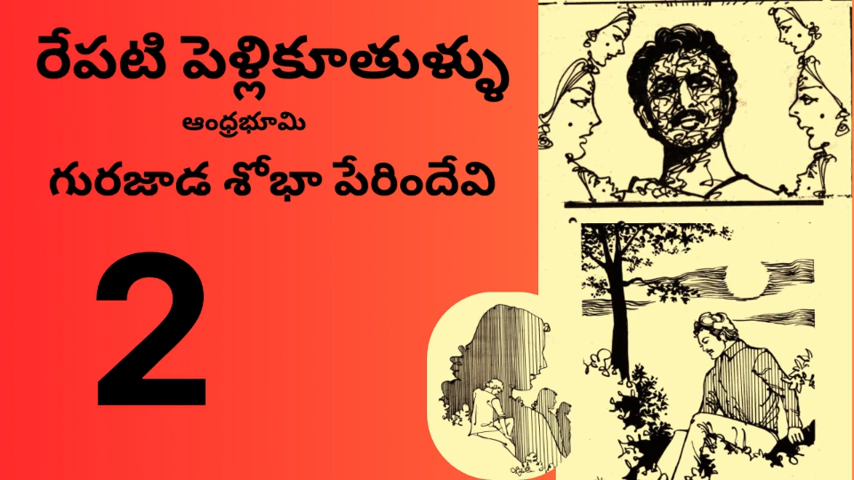 రేపటి పెళ్లికూతుళ్ళు
ఆంధ్రభూమి
గురజాడ శోభా పేరిందేవి
2